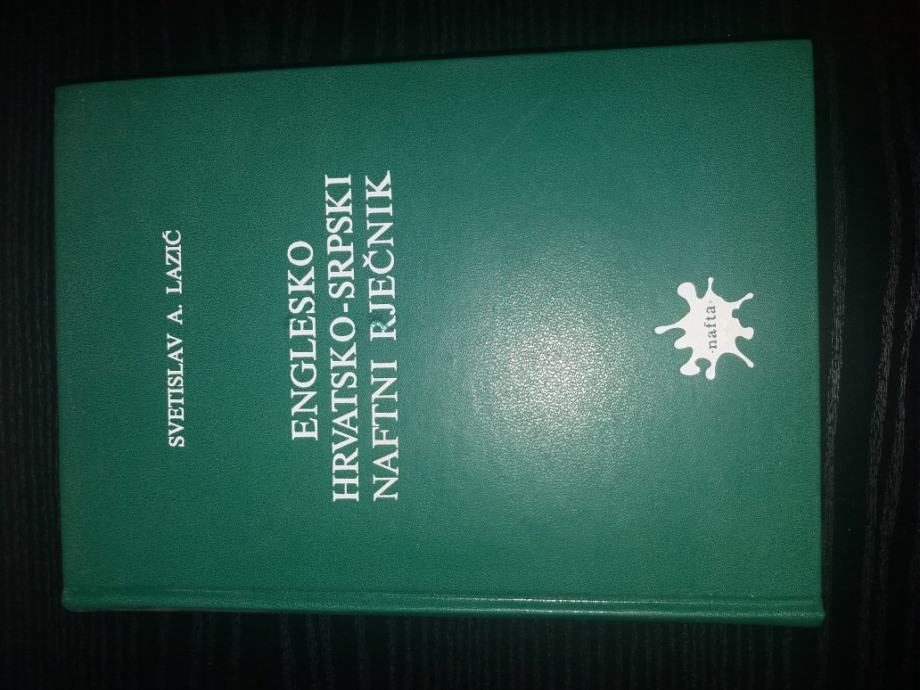 SVETISLAV A. LAZIĆ
ENGLESKO
HRVATSKO-SRPSKI
NAFTNI RJEČNIK
·nafta·